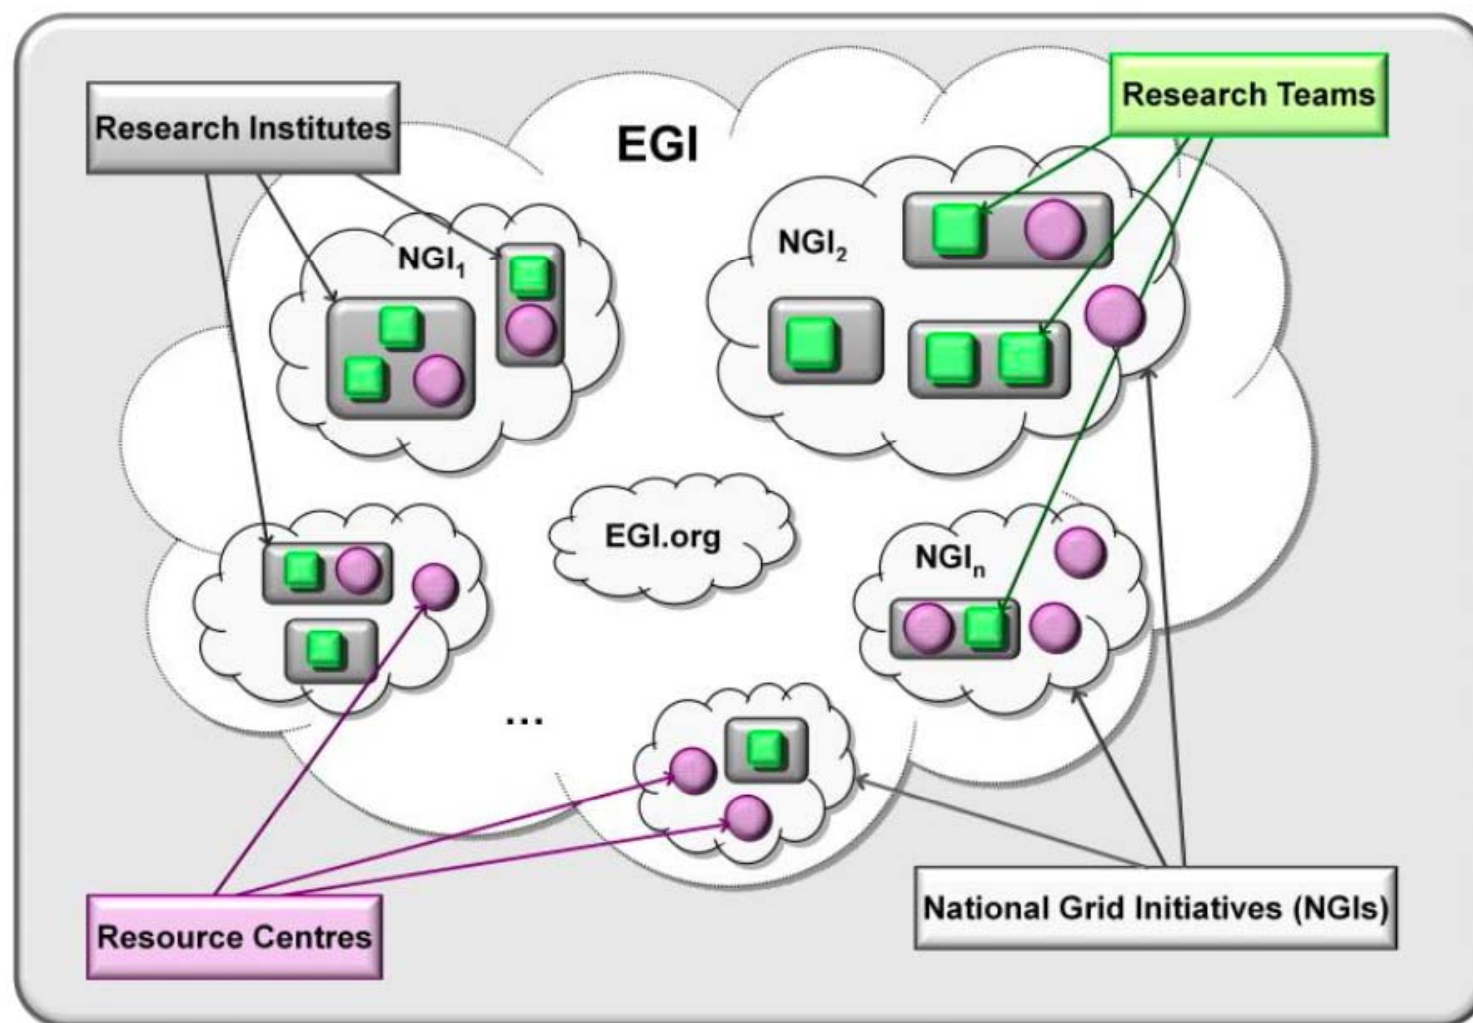 Research Institutes
EGI
Research Teams
NGI₁
NGI₂
EGI.org
NGIₙ
...
Resource Centres
National Grid Initiatives (NGIs)